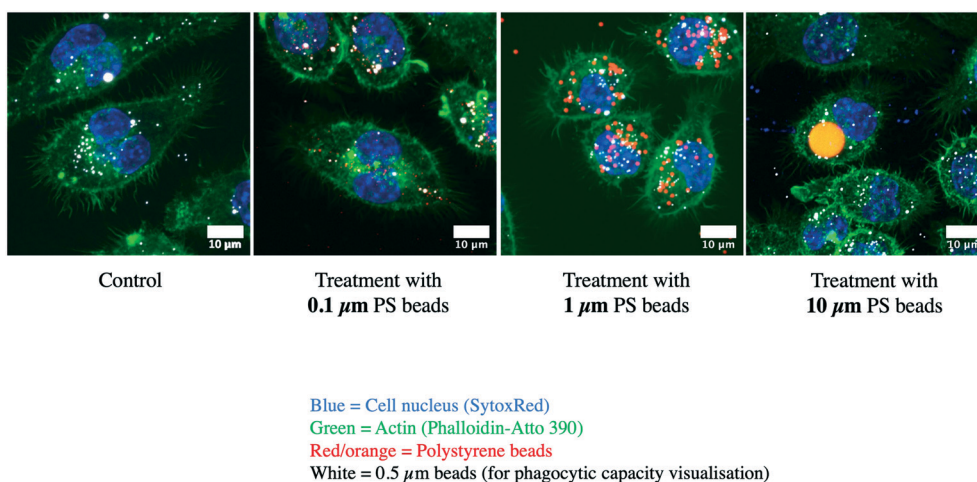 10 µm
10 µm
10 µm
10 µm
Control
Treatment with
0.1 µm PS beads
Treatment with
1 µm PS beads
Treatment with
10 µm PS beads
Blue = Cell nucleus (SytoxRed)
Green = Actin (Phalloidin-Atto 390)
Red/orange = Polystyrene beads
White = 0.5 µm beads (for phagocytic capacity visualisation)